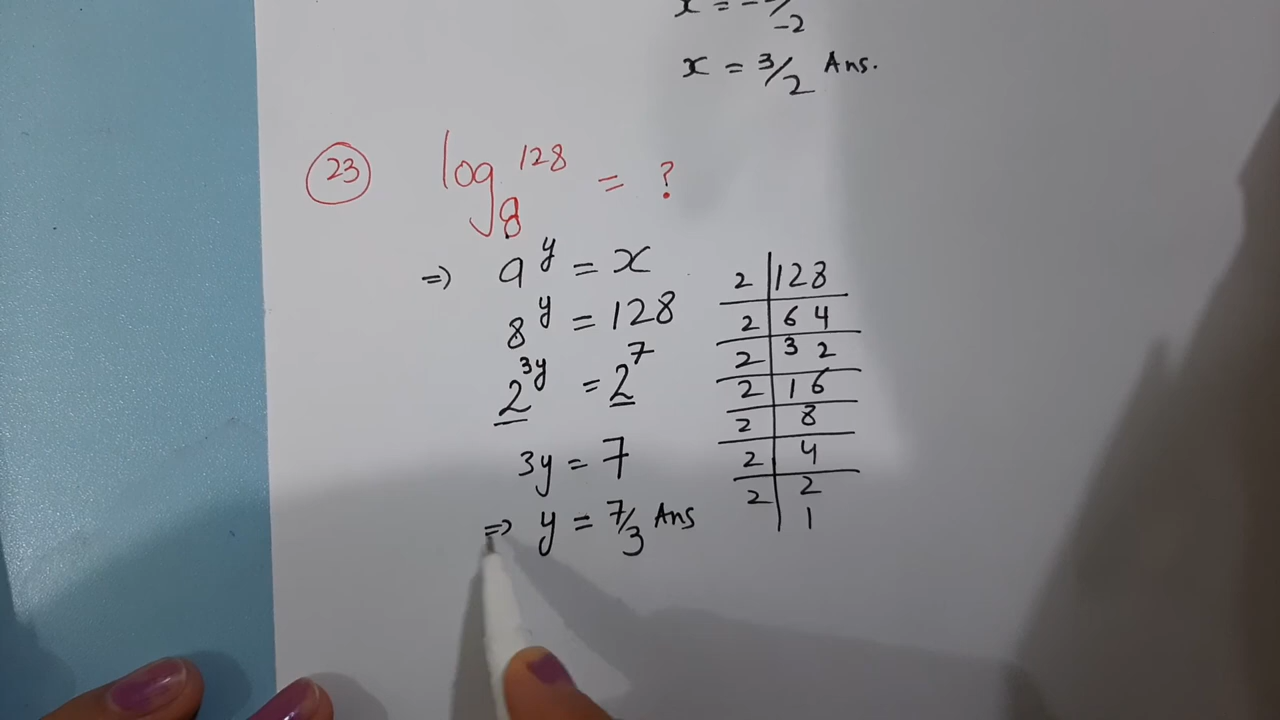 -2
x = 3/2 Ans.
23 log₈ 128 = ?
=> a^y = x
8^y = 128
2^3y = 2^7
3y = 7
=> y = 7/3 Ans
2 | 128
2 | 64
2 | 32
2 | 16
2 | 8
2 | 4
2 | 2
| 1